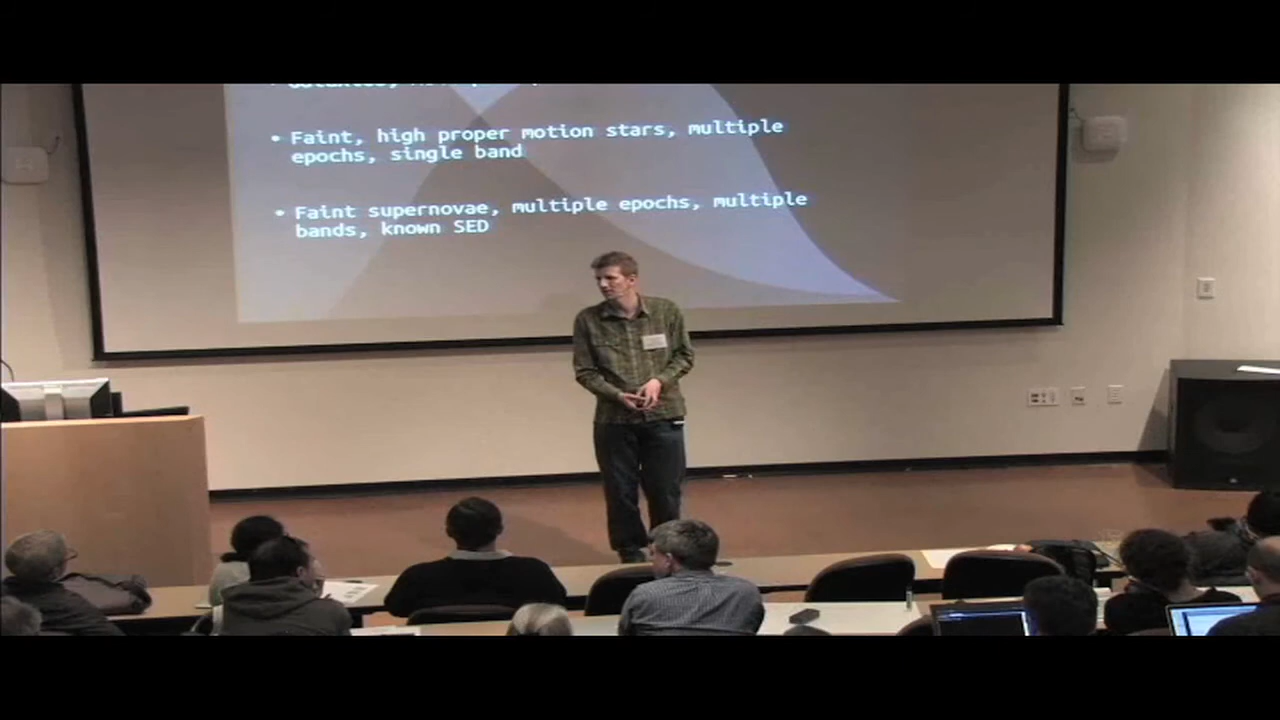 • Faint, high proper motion stars, multiple
epochs, single band
• Faint supernovae, multiple epochs, multiple
bands, known SED